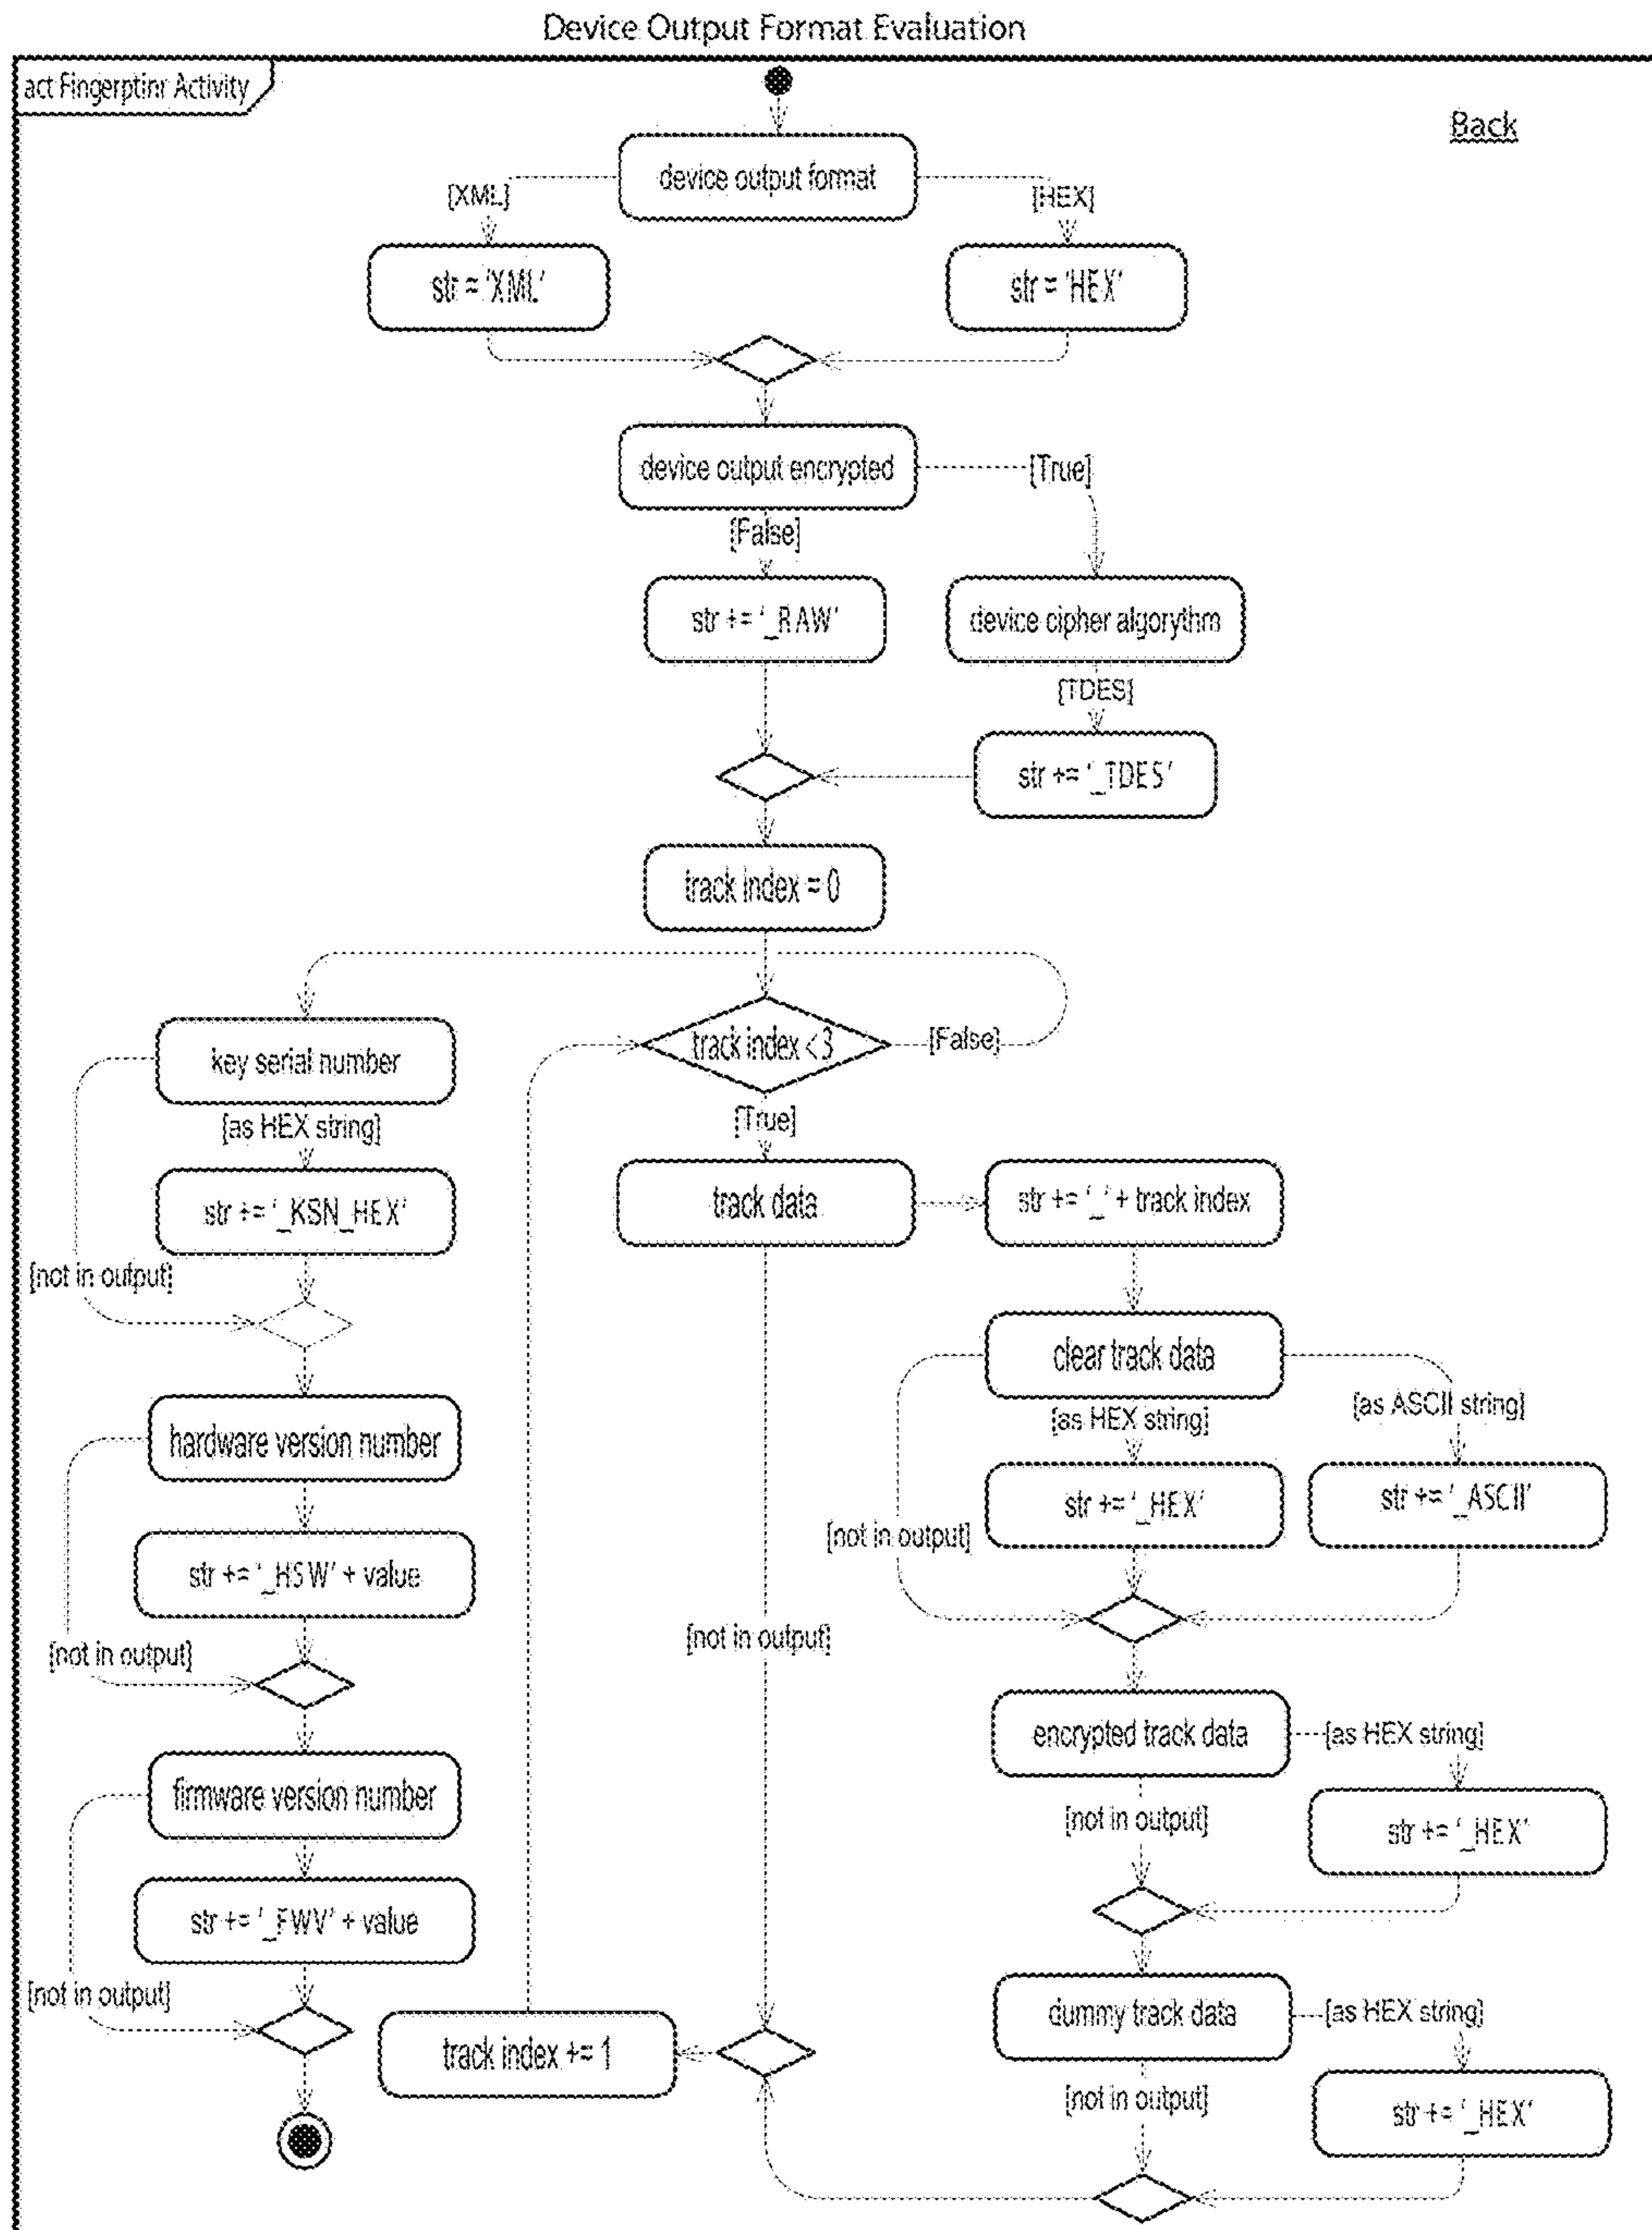 Device Output Format Evaluation
act Fingerptinr Activity
Back
device output format
[XML]
[HEX]
str = 'XML'
str = 'HEX'
device output encrypted
[True]
[False]
str += '_RAW'
device cipher algorythm
[TDES]
str += '_TDES'
track index = 0
track index <3
[False]
key serial number
[as HEX string]
[True]
str += '_KSN_HEX'
track data
str += '_' + track index
[not in output]
clear track data
[as HEX string]
[as ASCII string]
hardware version number
str += '_HEX'
str += '_ASCII'
[not in output]
str += '_HSW' + value
[not in output]
[not in output]
encrypted track data
[as HEX string]
firmware version number
[not in output]
str += '_HEX'
str += '_FWV' + value
[not in output]
dummy track data
[as HEX string]
track index += 1
[not in output]
str += '_HEX'